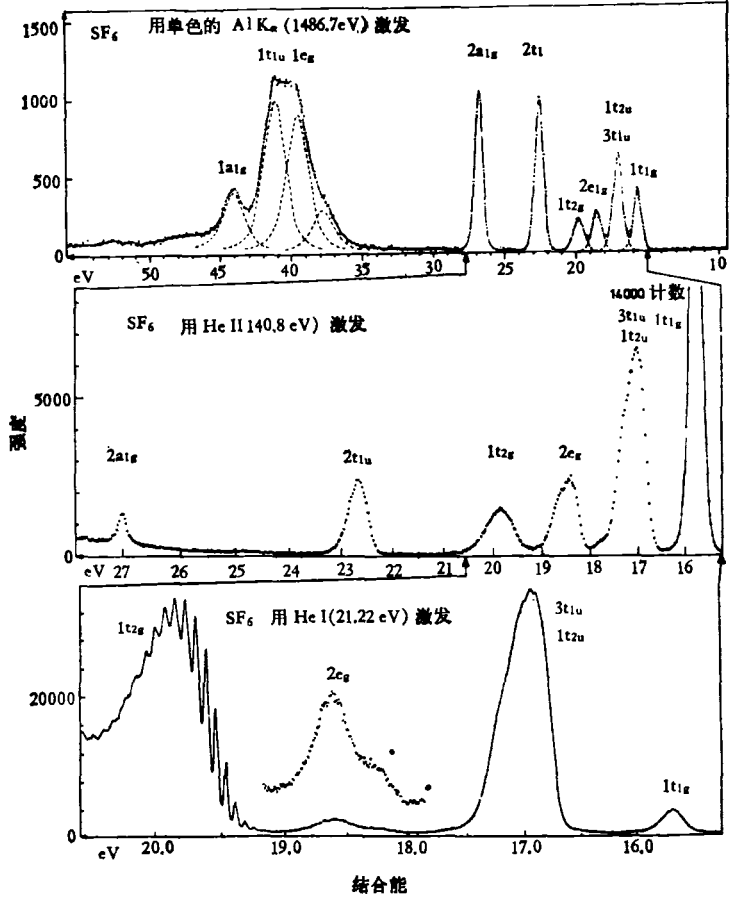 1500
SF₆ 用单色的 Al Kα (1486.7eV) 激发
1t1u 1eg
2a1g
2t1
1000
1t2u
3t1u
1a1g
500
1t2g
2e1g
1t1g
0
eV 50 45 40 35 30 25 20 15 10
14000 计数
SF₆ 用 He II 140.8 eV) 激发
3t1u 1t1g
1t2u
5000
强度
2a1g
2t1u
1t2g
2eg
0
eV 27 26 25 24 23 22 21 20 19 18 17 16
SF₆ 用 He I(21.22 eV) 激发
1t2g
3t1u
1t2u
2eg
20000
1t1g
0
eV 20.0 19.0 18.0 17.0 16.0
结合能